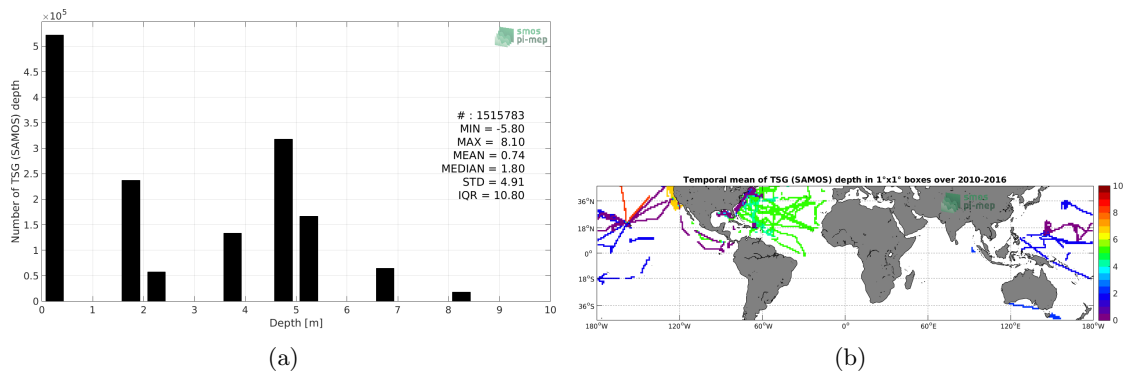 ×10⁵
5
4.5
4
3.5
3
2.5
2
1.5
1
0.5
0
Number of TSG (SAMOS) depth
smos
pi-mep
# : 1515783
MIN = -5.80
MAX = 8.10
MEAN = 0.74
MEDIAN = 1.80
STD = 4.91
IQR = 10.80
0 1 2 3 4 5 6 7 8 9 10
Depth [m]
(a)
Temporal mean of TSG (SAMOS) depth in 1°x1° boxes over 2010-2016
smos
pi-mep
36°N
18°N
0°
18°S
36°S
180°W 120°W 60°W 0° 60°E 120°E 180°W
10
8
6
4
2
0
(b)